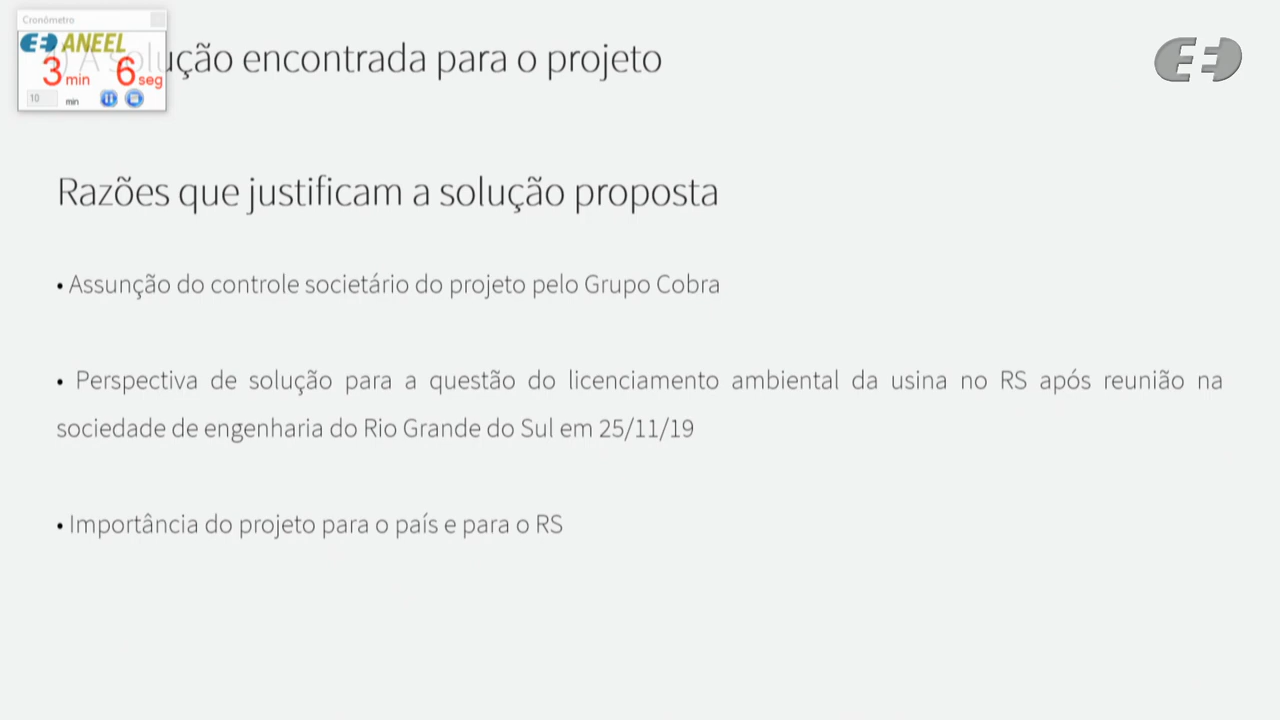 Cronómetro
ANEEL
3 min 6 seg
10 min
A solução encontrada para o projeto
Razões que justificam a solução proposta
• Assunção do controle societário do projeto pelo Grupo Cobra
• Perspectiva de solução para a questão do licenciamento ambiental da usina no RS após reunião na
sociedade de engenharia do Rio Grande do Sul em 25/11/19
• Importância do projeto para o país e para o RS